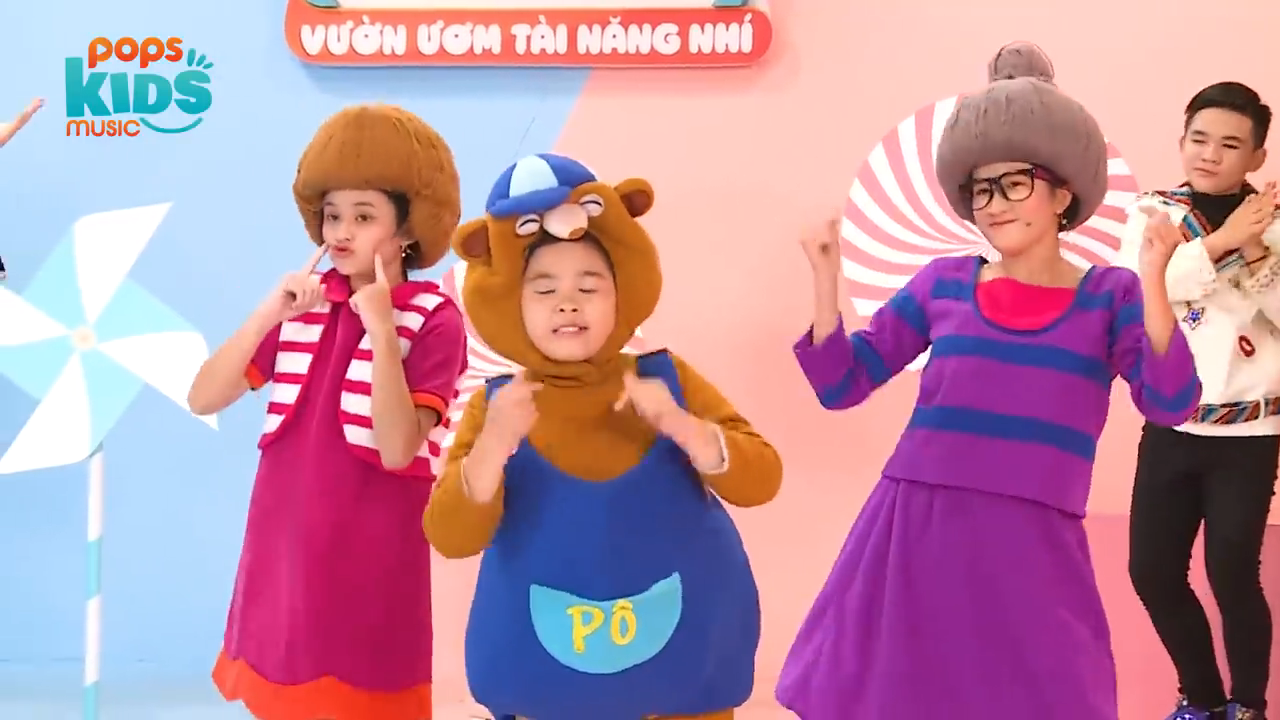 VƯỜN ƯƠM TÀI NĂNG NHÍ
POPS
KIDS
MUSIC
PÔ